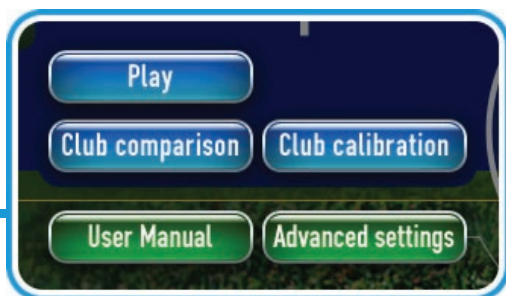 Play
Club comparison Club calibration
User Manual Advanced settings